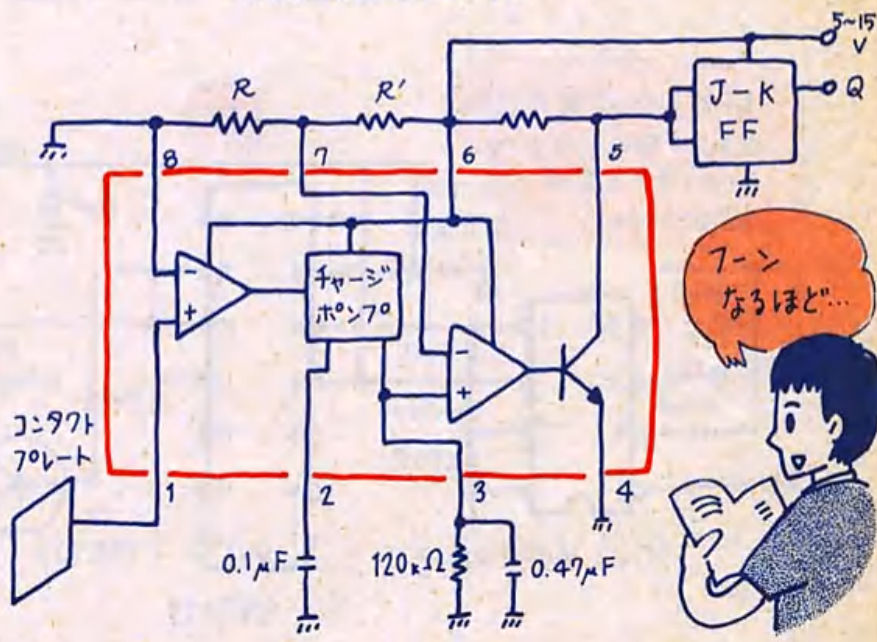 5~15
V
R
R'
J-K
FF
Q
8
7
6
5
-
+
チャージ
ポンプ
-
+
フーン
なるほど...
コンタクト
プレート
1
2
3
4
0.1μF
120kΩ
0.47μF